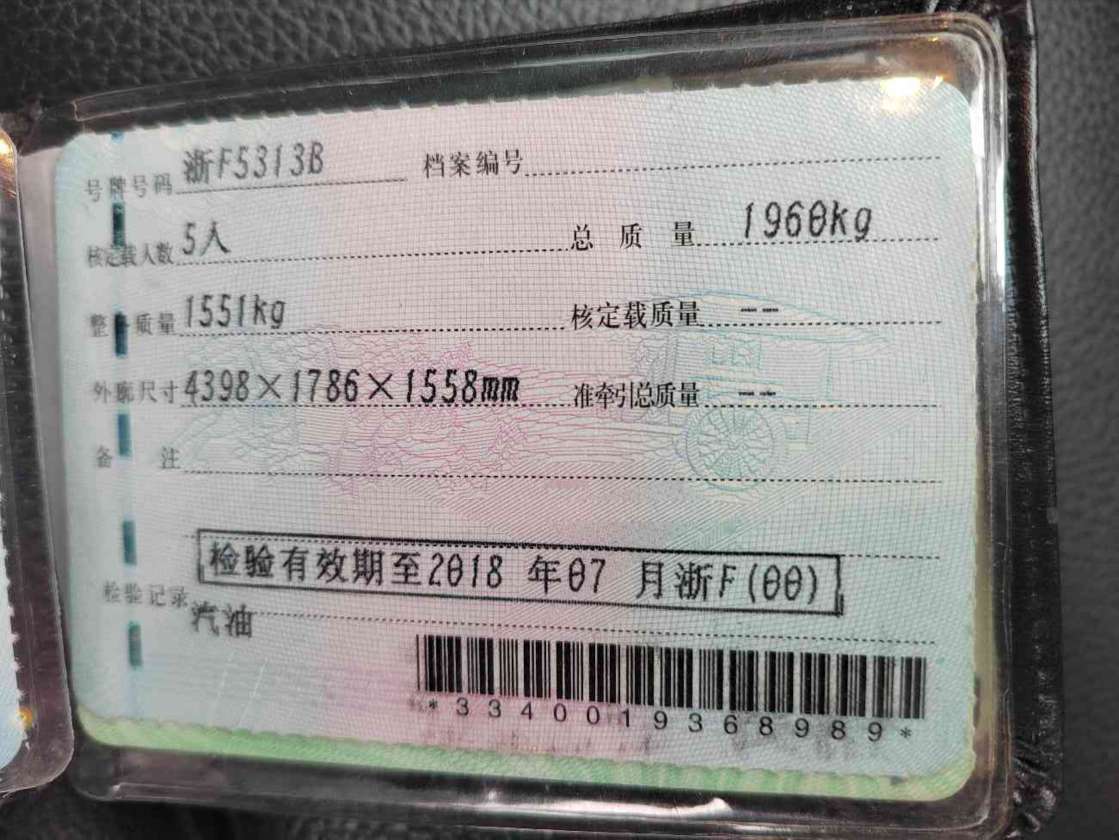 号牌号码 浙F5313B 档案编号
核定载人数 5人 总质量 1960kg
整备质量 1551kg 核定载质量 -- --
外廓尺寸 4398×1786×1558mm 准牵引总质量 -- --
备注
检验有效期至2018 年07 月浙F(00)
检验记录
汽油
*3340019368989*